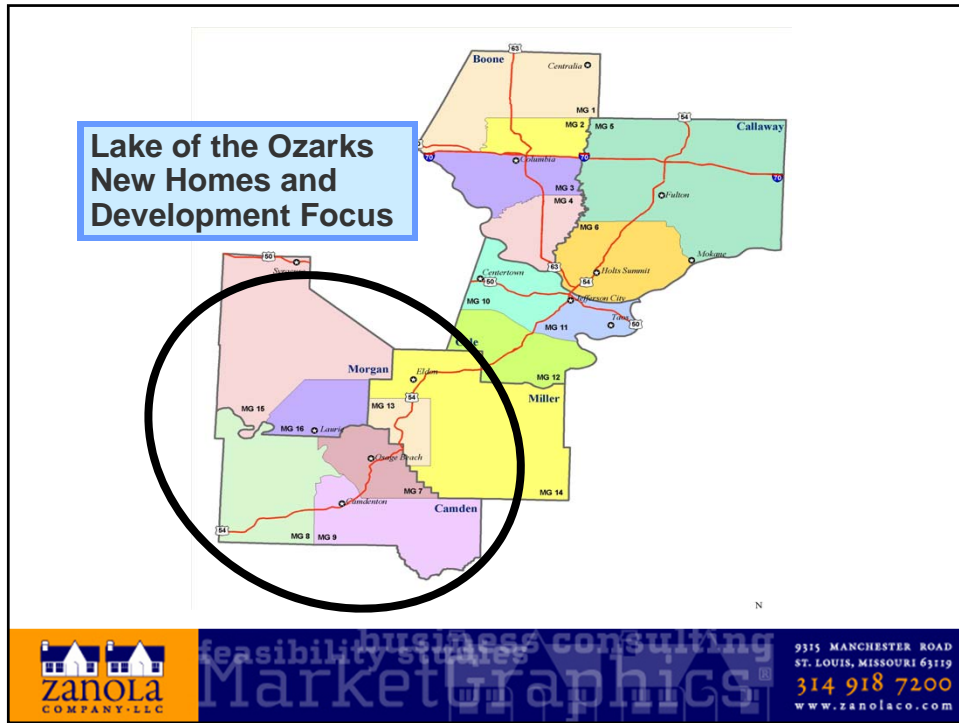 Lake of the Ozarks
New Homes and
Development Focus
63
Boone
Centralia
MG 1
MG 2
MG 5
54
Callaway
70
70
70
Columbia
MG 3
MG 4
Fulton
MG 6
Mokane
63
54
Holts Summit
Centertown
50
Jefferson City
MG 10
MG 11
Taos
50
MG 12
50
Morgan
Eldon
54
MG 13
Miller
MG 15
MG 16
Laurie
Osage Beach
MG 7
MG 14
Camdenton
Camden
54
MG 8
MG 9
N
zanola
COMPANY·LLC
feasibility studies
business consulting
MarketGraphics®
9315 MANCHESTER ROAD
ST. LOUIS, MISSOURI 63119
314 918 7200
www.zanolaco.com